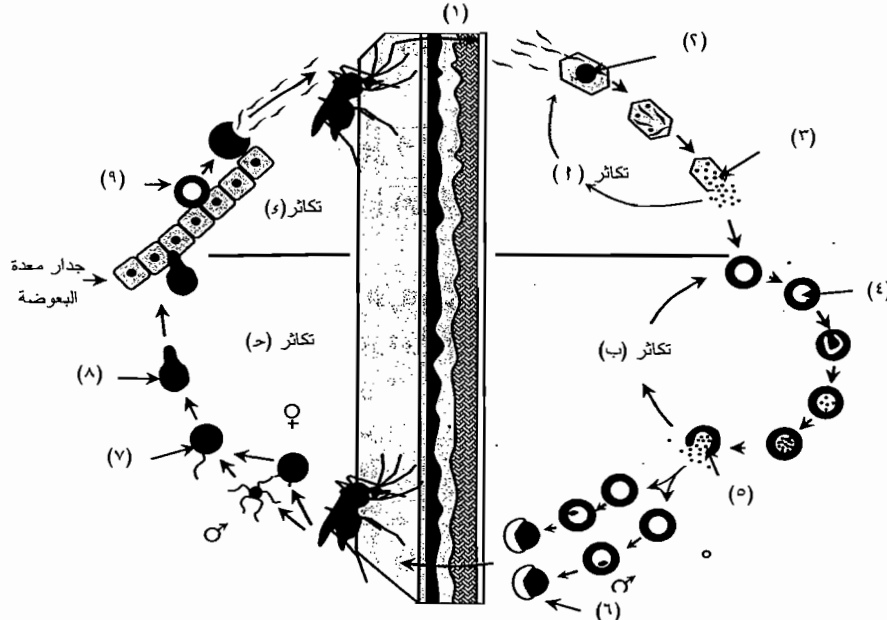 (١)
(٢)
(٣)
تكاثر (أ)
(٩)
تكاثر (ء)
جدار معدة
البعوضة
(٤)
تكاثر (ب)
تكاثر (حـ)
(٨)
♀
(٧)
(٥)
♂
♂
(٦)